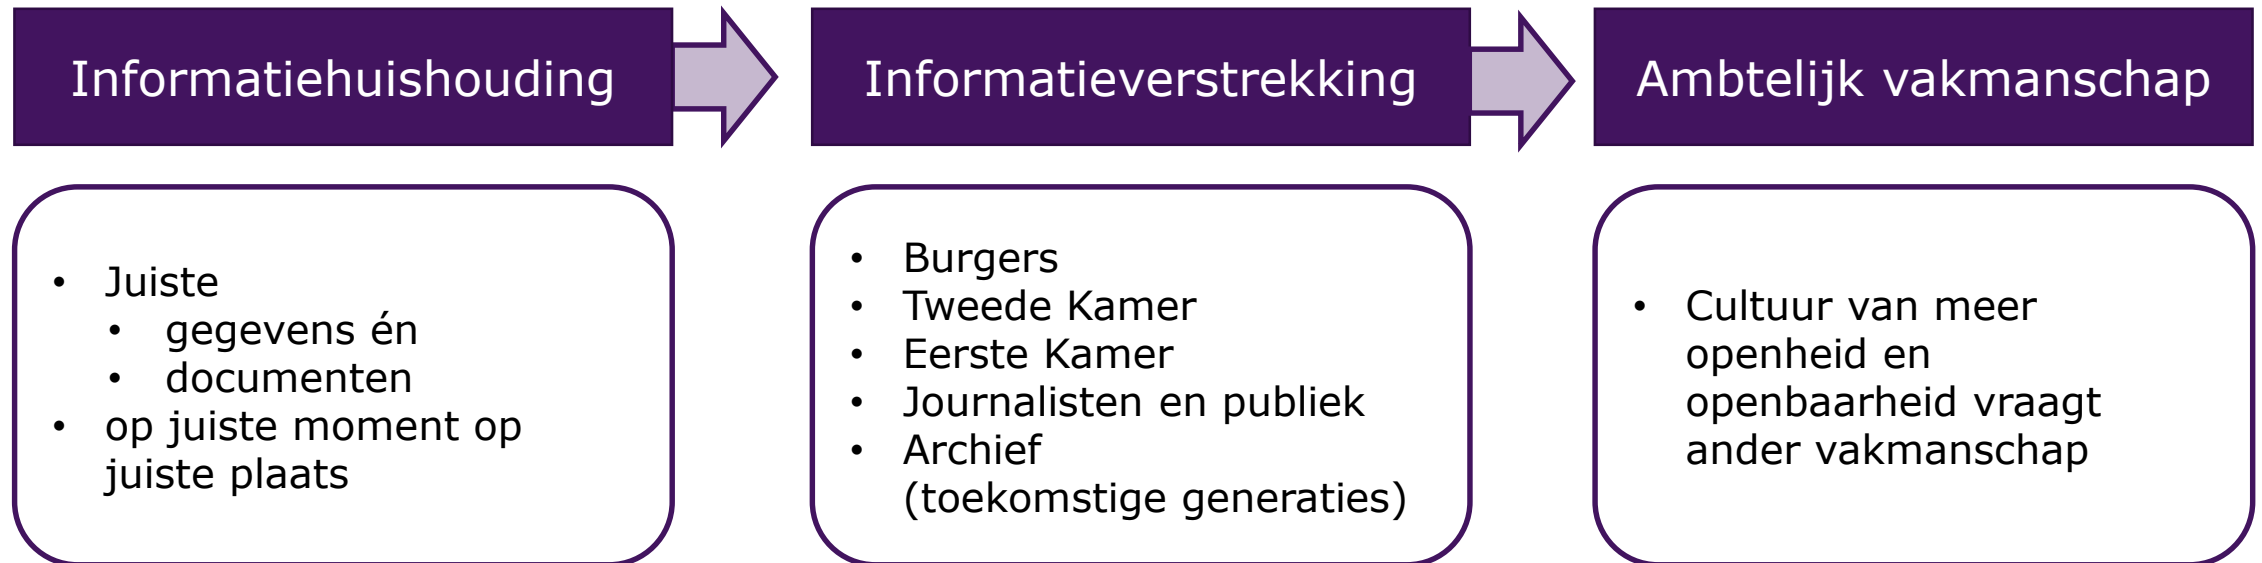 Informatiehuishouding
Informatieverstrekking
Ambtelijk vakmanschap
• Juiste
• gegevens én
• documenten
• op juiste moment op
juiste plaats
• Burgers
• Tweede Kamer
• Eerste Kamer
• Journalisten en publiek
• Archief
(toekomstige generaties)
• Cultuur van meer
openheid en
openbaarheid vraagt
ander vakmanschap